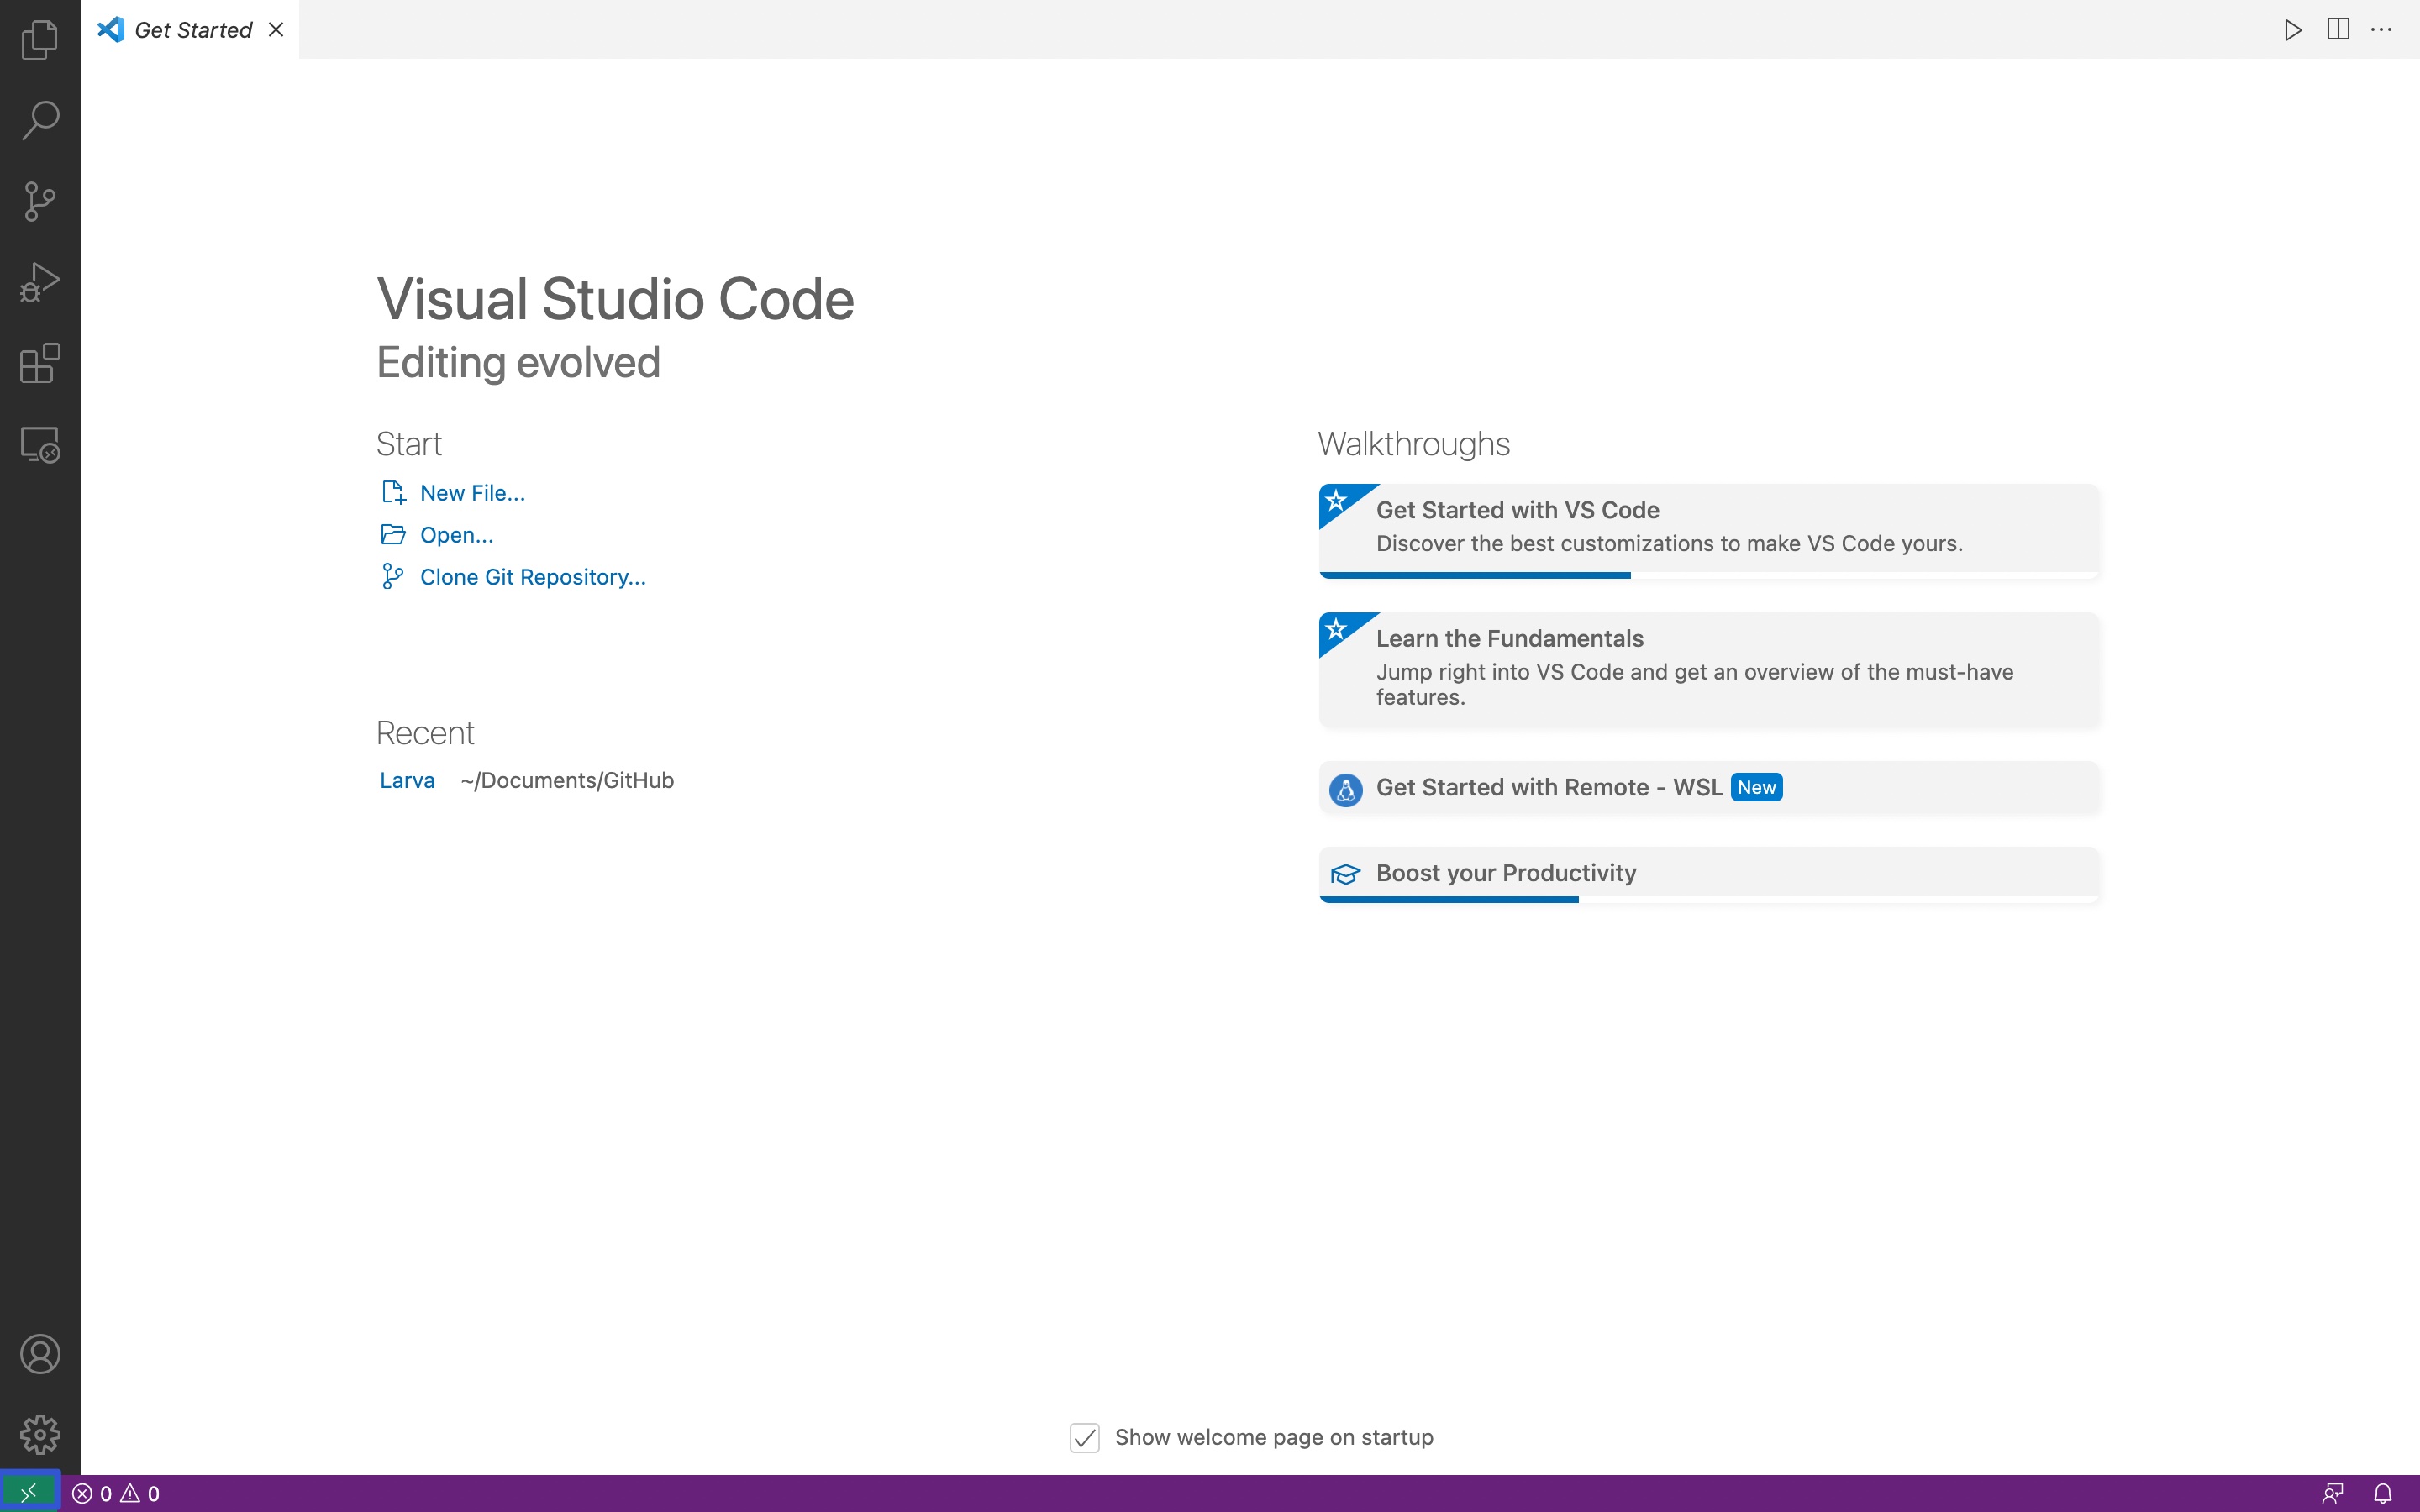 Get Started
Visual Studio Code
Editing evolved
Start
New File...
Open...
Clone Git Repository...
Recent
Larva ~/Documents/GitHub
Walkthroughs
Get Started with VS Code
Discover the best customizations to make VS Code yours.
Learn the Fundamentals
Jump right into VS Code and get an overview of the must-have
features.
Get Started with Remote - WSL New
Boost your Productivity
Show welcome page on startup
0 0